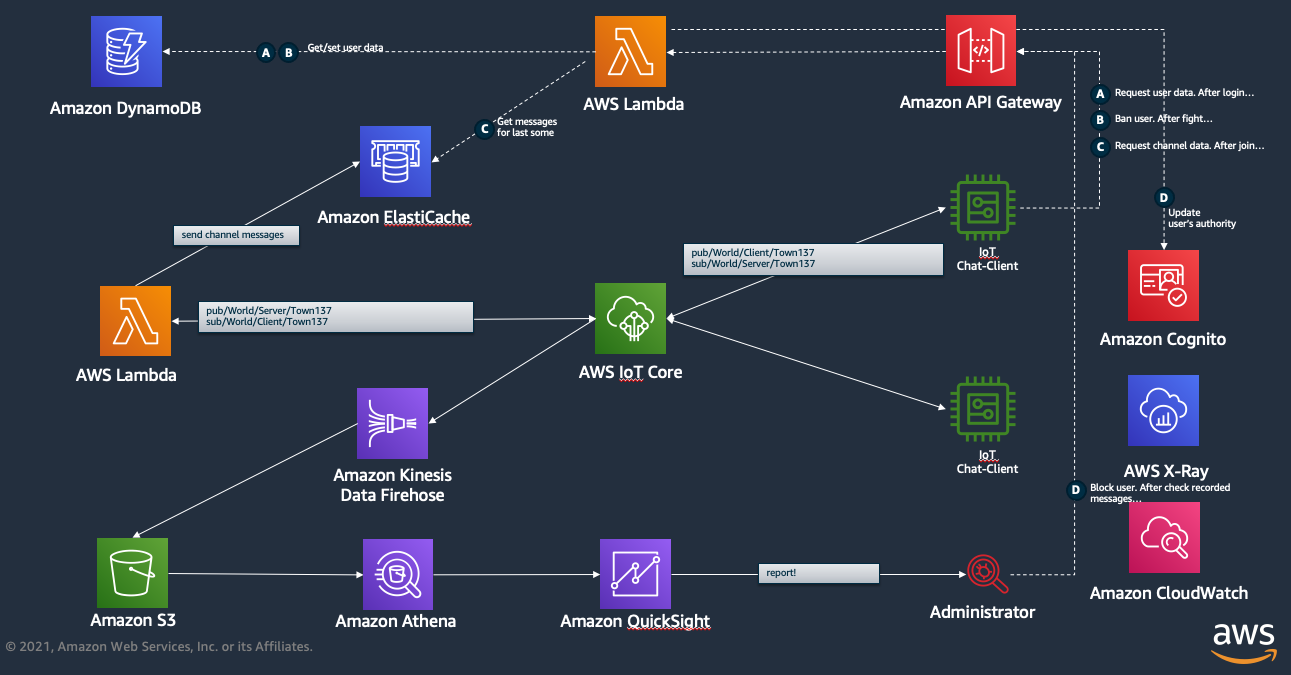 A
B
Get/set user data
Amazon DynamoDB
AWS Lambda
Amazon API Gateway
A
Request user data. After login...
B
Ban user. After fight...
C
Request channel data. After join...
C
Get messages
for last some
Amazon ElastiCache
send channel messages
D
Update
user's authority
pub/World/Client/Town137
sub/World/Server/Town137
IoT
Chat-Client
pub/World/Server/Town137
sub/World/Client/Town137
AWS Lambda
AWS IoT Core
Amazon Cognito
Amazon Kinesis
Data Firehose
IoT
Chat-Client
AWS X-Ray
D
Block user. After check recorded
messages...
Amazon S3
Amazon Athena
Amazon QuickSight
report!
Administrator
Amazon CloudWatch
© 2021, Amazon Web Services, Inc. or its Affiliates.
aws